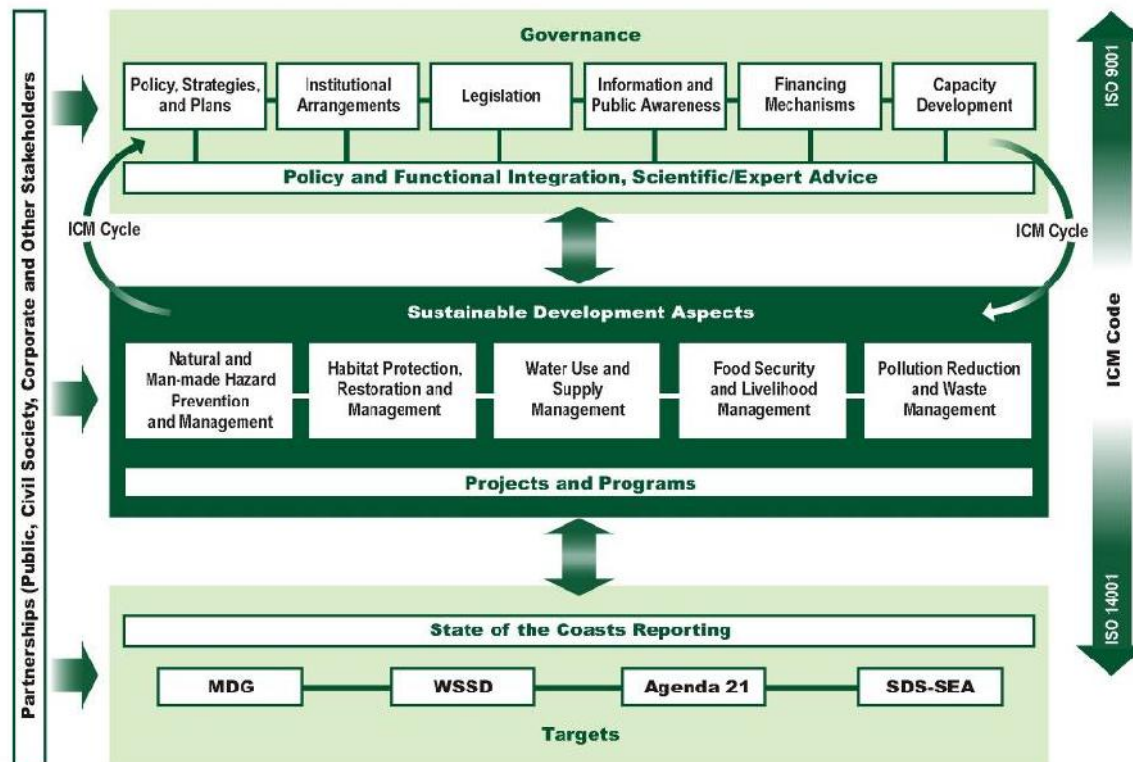 Partnerships (Public, Civil Society, Corporate and Other Stakeholders
Governance
Policy, Strategies,
and Plans
Institutional
Arrangements
Legislation
Information and
Public Awareness
Financing
Mechanisms
Capacity
Development
Policy and Functional Integration, Scientific/Expert Advice
ICM Cycle
ICM Cycle
Sustainable Development Aspects
Natural and
Man-made Hazard
Prevention
and Management
Habitat Protection,
Restoration and
Management
Water Use and
Supply
Management
Food Security
and Livelihood
Management
Pollution Reduction
and Waste
Management
Projects and Programs
State of the Coasts Reporting
MDG
WSSD
Agenda 21
SDS-SEA
Targets
ISO 9001
ICM Code
ISO 14001